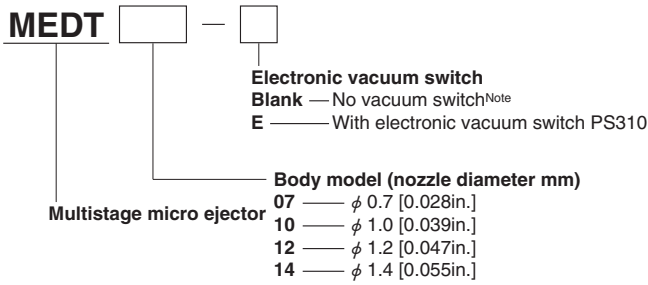 MEDT —
Electronic vacuum switch
Blank — No vacuum switchNote
E — With electronic vacuum switch PS310
Body model (nozzle diameter mm)
Multistage micro ejector
07 — ϕ 0.7 [0.028in.]
10 — ϕ 1.0 [0.039in.]
12 — ϕ 1.2 [0.047in.]
14 — ϕ 1.4 [0.055in.]